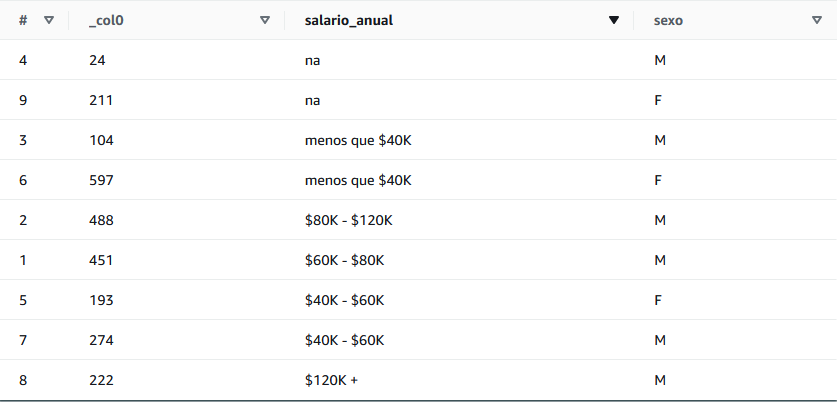 # _col0 salario_anual sexo
4 24 na M
9 211 na F
3 104 menos que $40K M
6 597 menos que $40K F
2 488 $80K - $120K M
1 451 $60K - $80K M
5 193 $40K - $60K F
7 274 $40K - $60K M
8 222 $120K + M